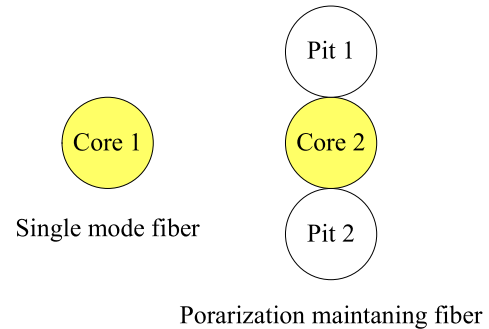 Pit 1
Core 1
Core 2
Pit 2
Single mode fiber
Porarization maintaning fiber